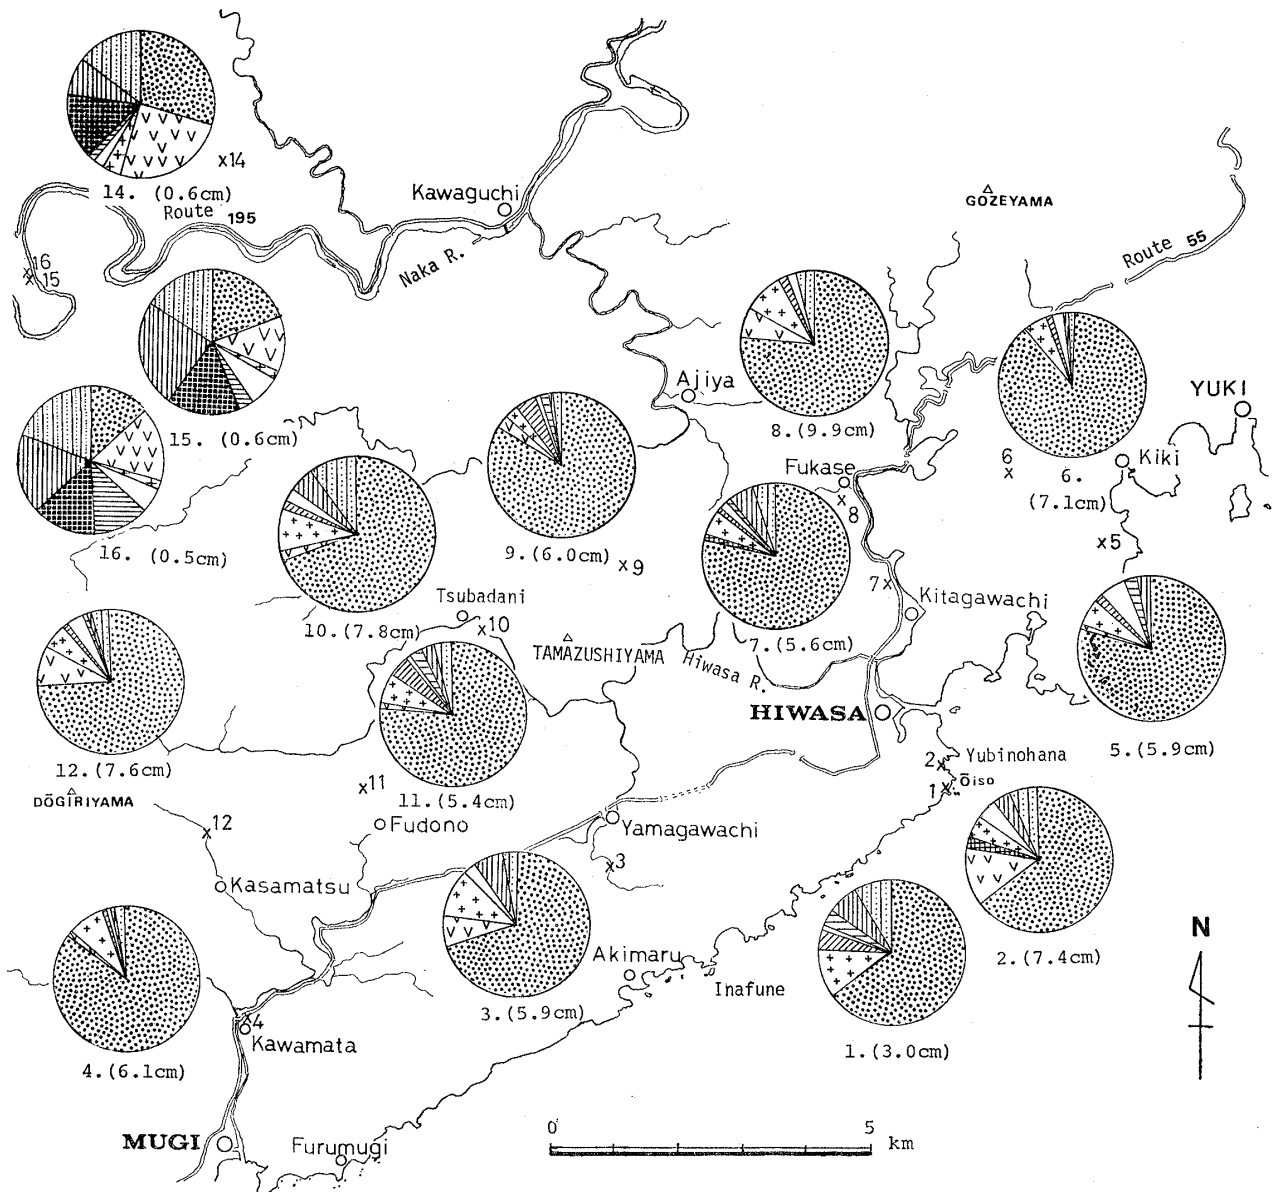 x14
14. (0.6cm)
Route 195
Kawaguchi
Naka R.
GOZEYAMA
Route 55
16
x15
15. (0.6cm)
16. (0.5cm)
Ajiya
8. (9.9cm)
Fukase
x8
6
x
6.
(7.1cm)
YUKI
Kiki
x5
9. (6.0cm)
x9
10. (7.8cm)
Tsubadani
x10
TAMAZUSHIYAMA
Hiwasa R.
7. (5.6cm)
7x
Kitagawachi
HIWASA
5. (5.9cm)
12. (7.6cm)
DŌGIRIYAMA
x11
11. (5.4cm)
Fudono
x12
Kasamatsu
Yamagawachi
x3
2x
Yubinohana
1x
Ōiso
2. (7.4cm)
1. (3.0cm)
3. (5.9cm)
Akimaru
Inafune
4. (6.1cm)
x4
Kawamata
MUGI
Furumugi
N
0 5
km